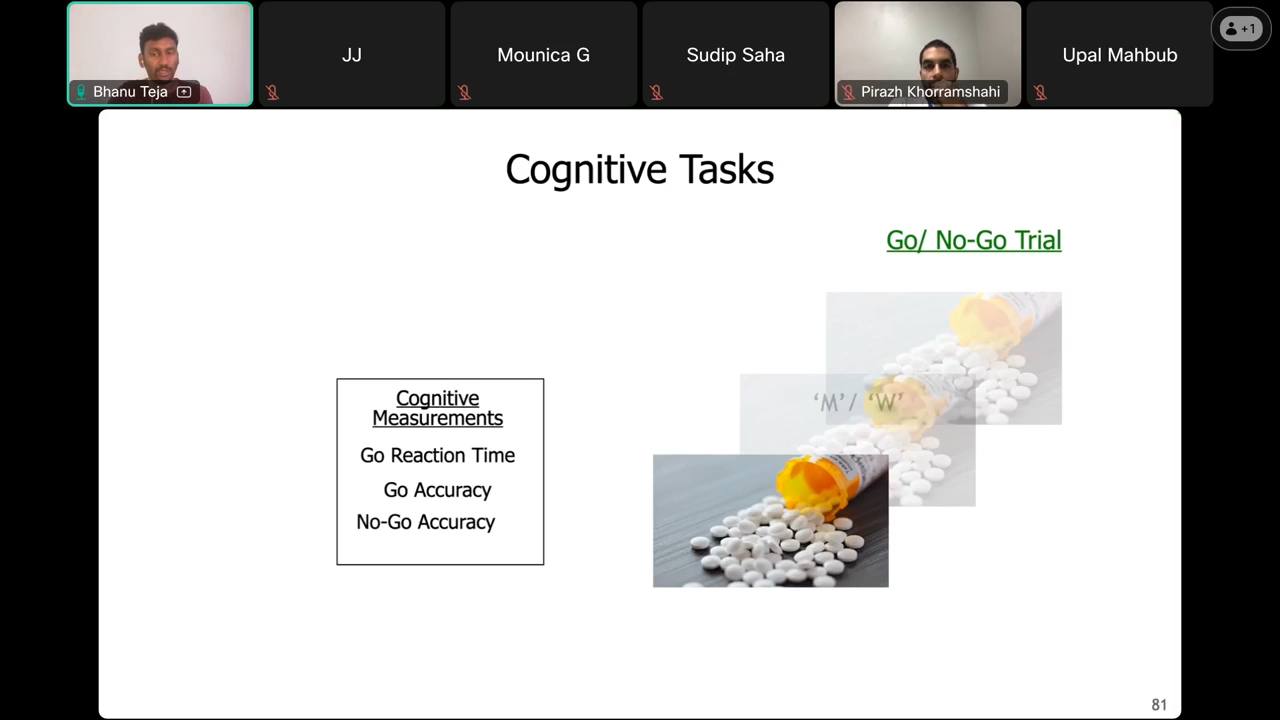 Bhanu Teja
JJ
Mounica G
Sudip Saha
Pirazh Khorramshahi
Upal Mahbub
+1
Cognitive Tasks
Go/ No-Go Trial
Cognitive
Measurements
Go Reaction Time
Go Accuracy
No-Go Accuracy
‘M’ / ‘W’
81